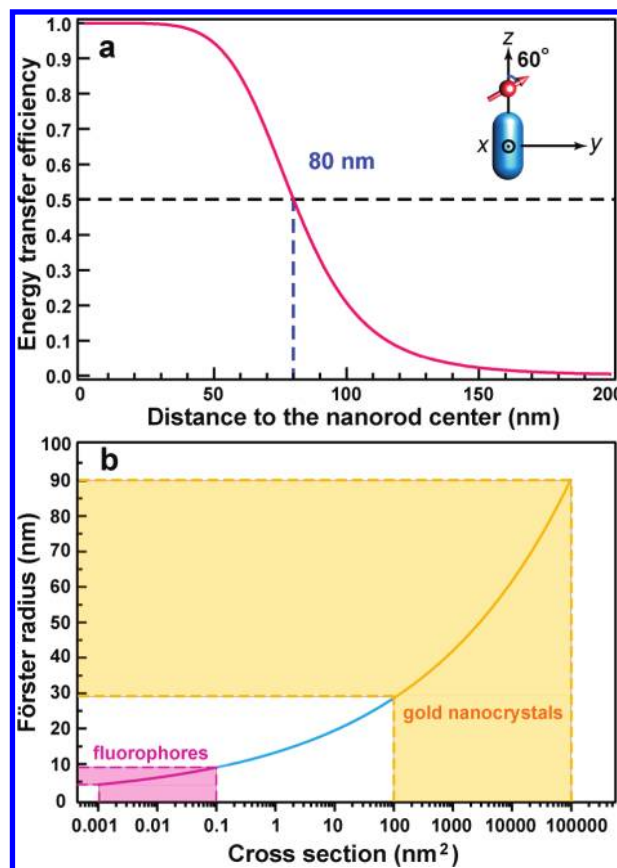 a
1.0
0.9
0.8
0.7
0.6
0.5
0.4
0.3
0.2
0.1
0.0
Energy transfer efficiency
80 nm
z
60°
x
y
0
50
100
150
200
Distance to the nanorod center (nm)
b
100
90
80
70
60
50
40
30
20
10
0
Förster radius (nm)
fluorophores
gold nanocrystals
0.001 0.01 0.1 1 10 100 1000 10000 100000
Cross section (nm²)